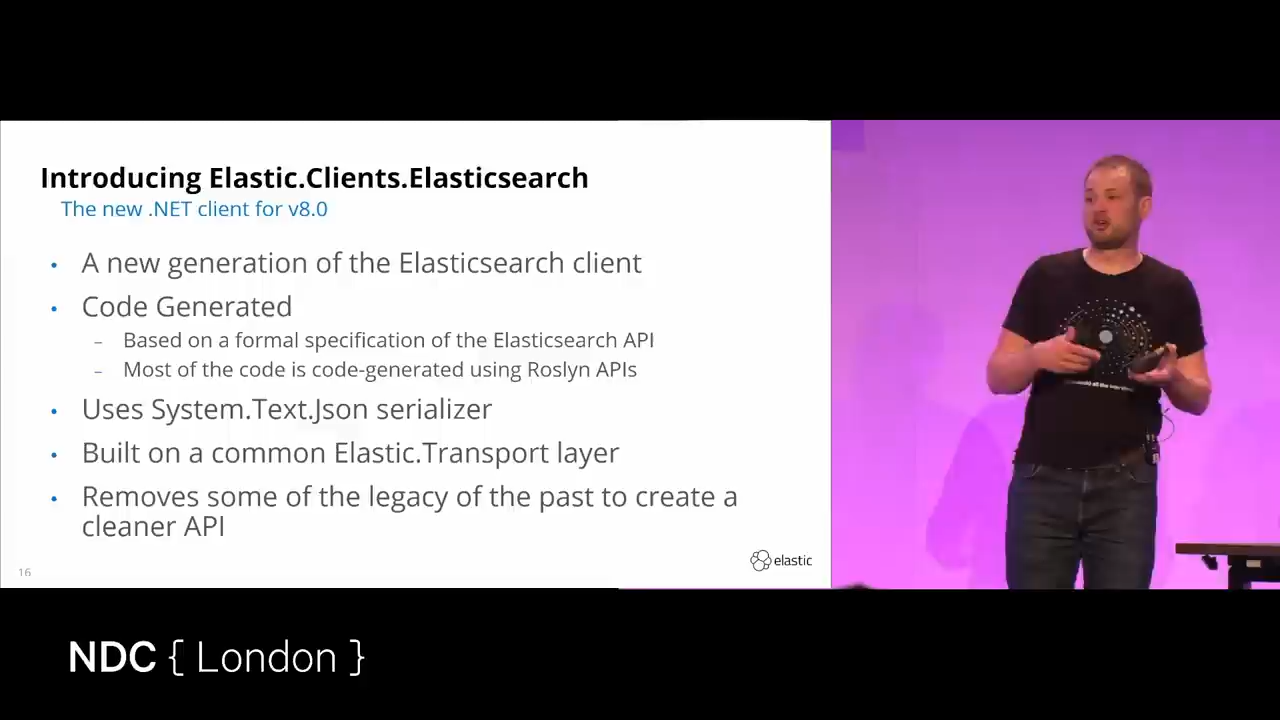 Introducing Elastic.Clients.Elasticsearch
The new .NET client for v8.0
• A new generation of the Elasticsearch client
• Code Generated
– Based on a formal specification of the Elasticsearch API
– Most of the code is code-generated using Roslyn APIs
• Uses System.Text.Json serializer
• Built on a common Elastic.Transport layer
• Removes some of the legacy of the past to create a
cleaner API
16
elastic
NDC { London }